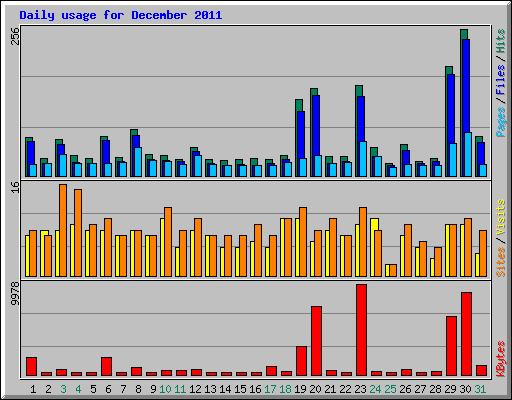 Daily usage for December 2011
256
Pages / Files / Hits
16
Sites / Visits
9978
KBytes
1 2 3 4 5 6 7 8 9 10 11 12 13 14 15 16 17 18 19 20 21 22 23 24 25 26 27 28 29 30 31